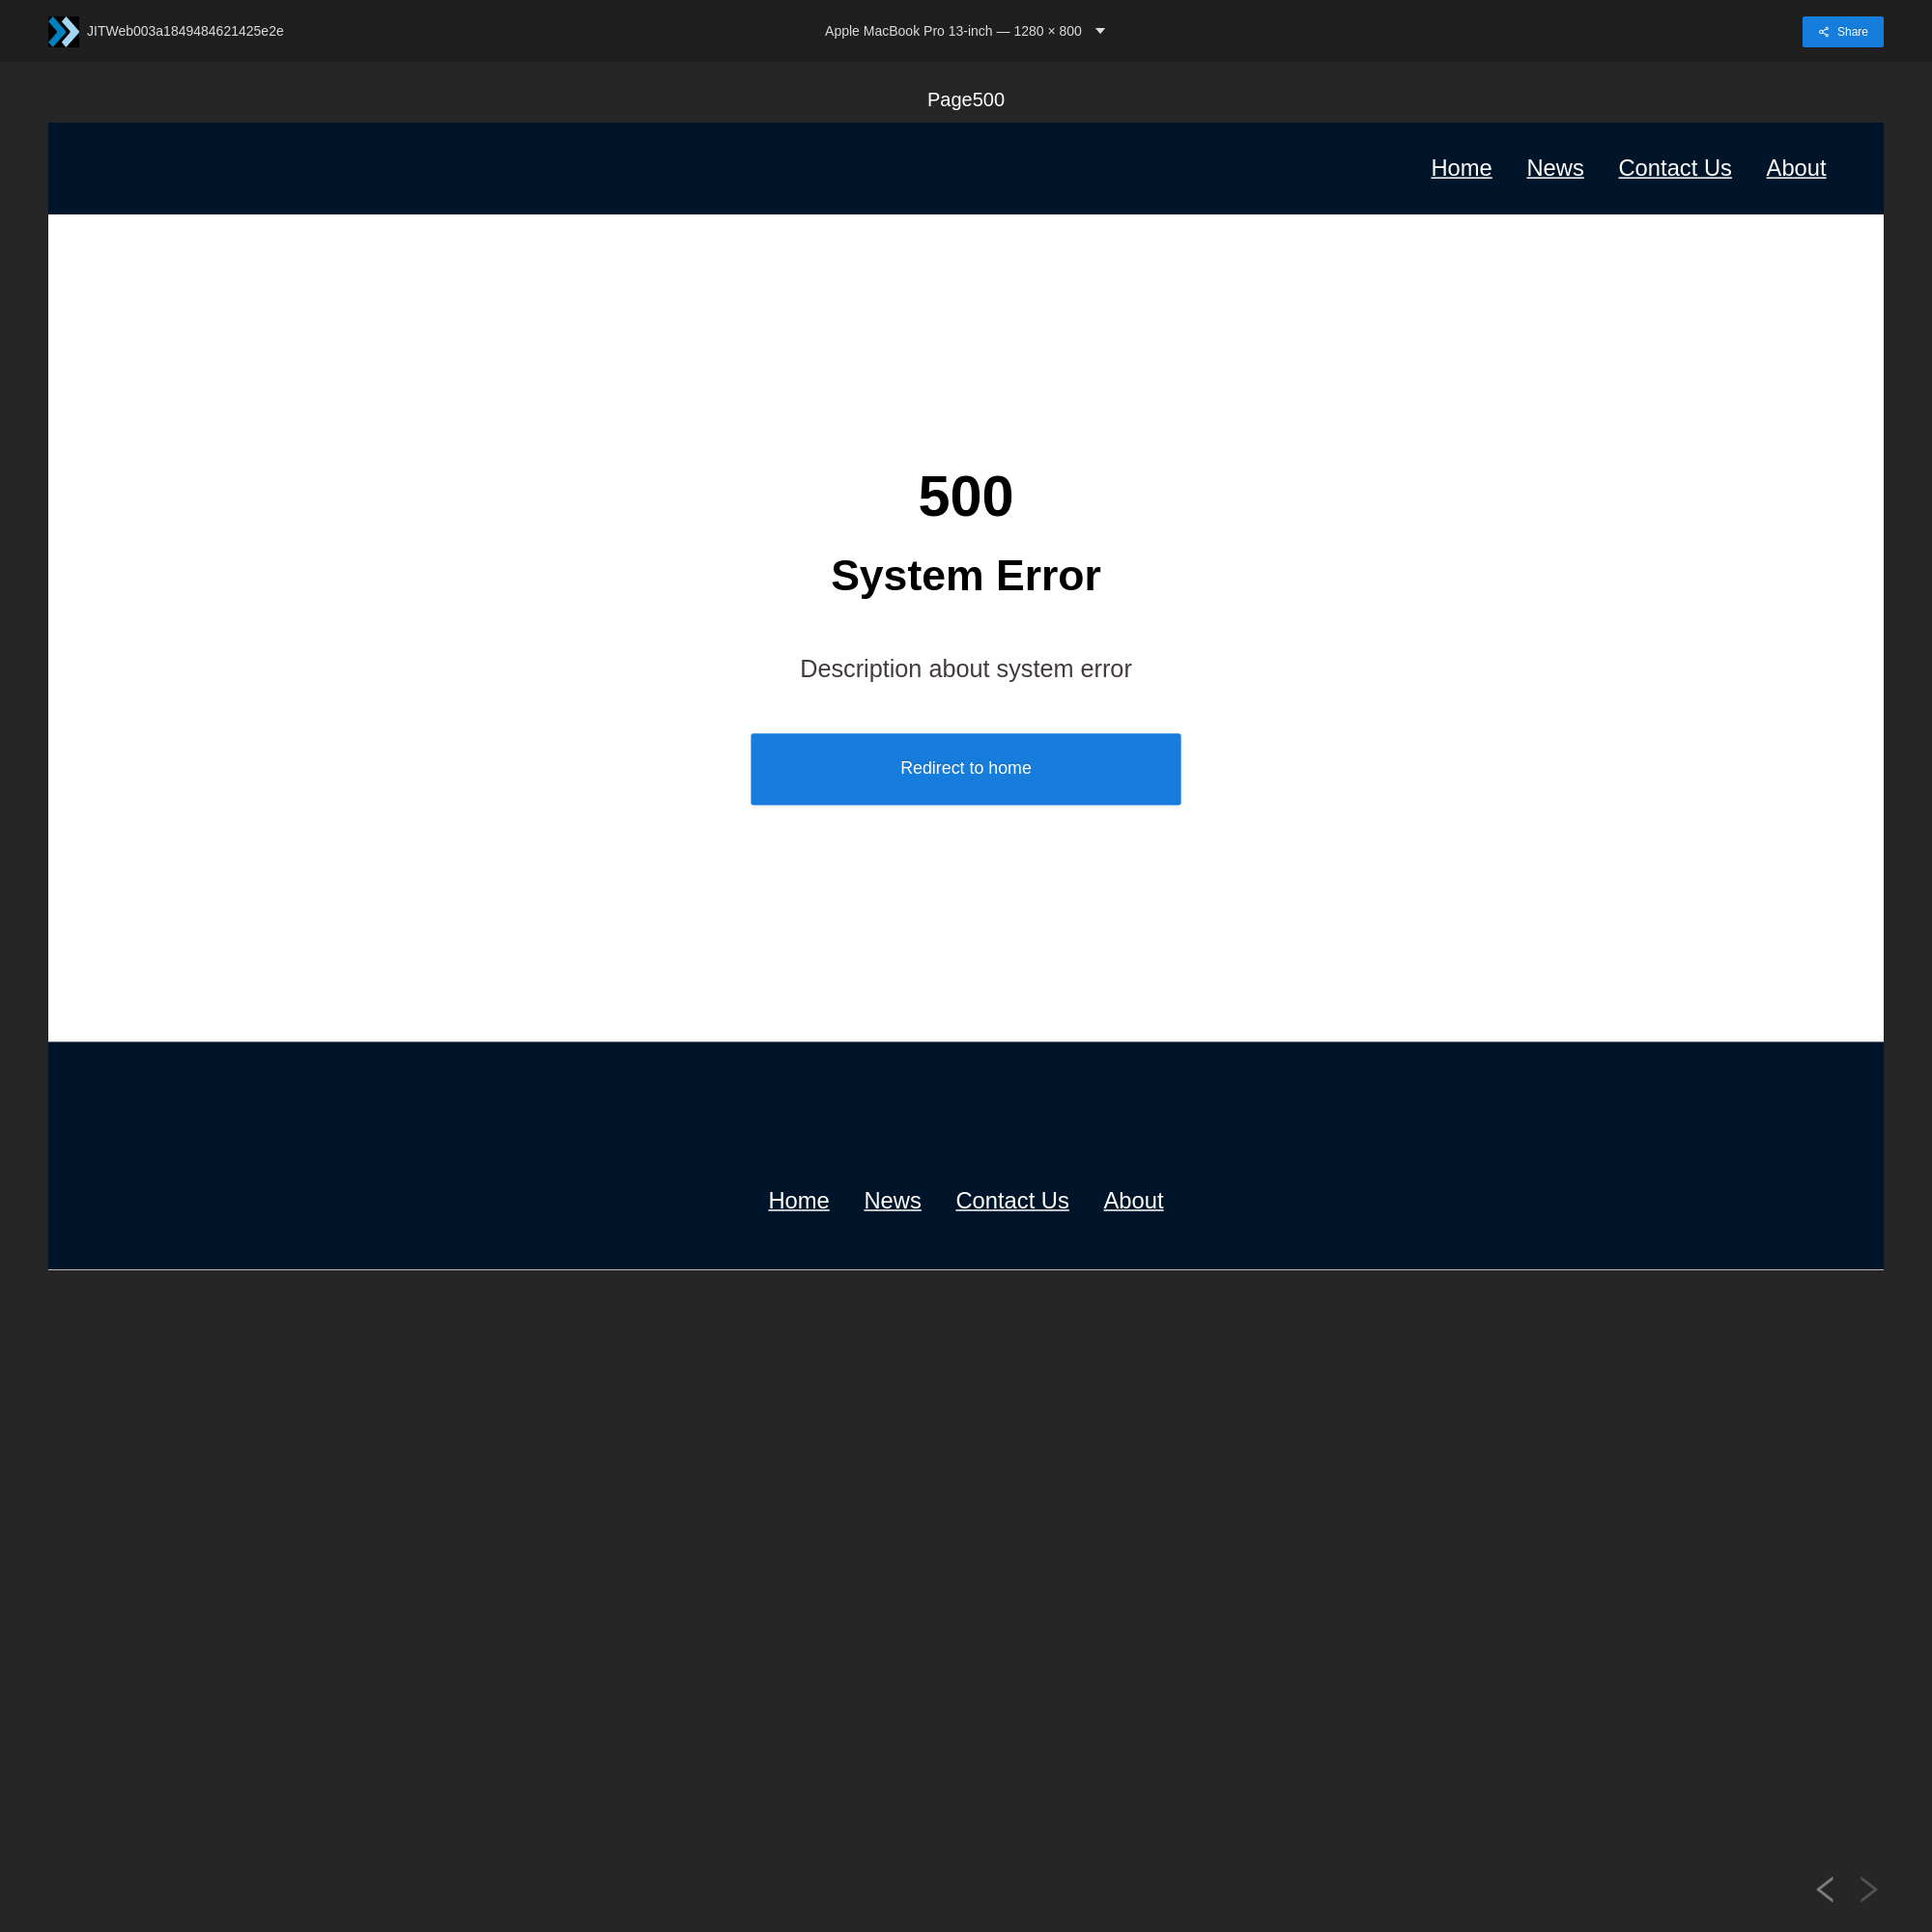 JITWeb003a1849484621425e2e
Apple MacBook Pro 13-inch — 1280 × 800
Share
Page500
Home News Contact Us About
500
System Error
Description about system error
Redirect to home
Home News Contact Us About